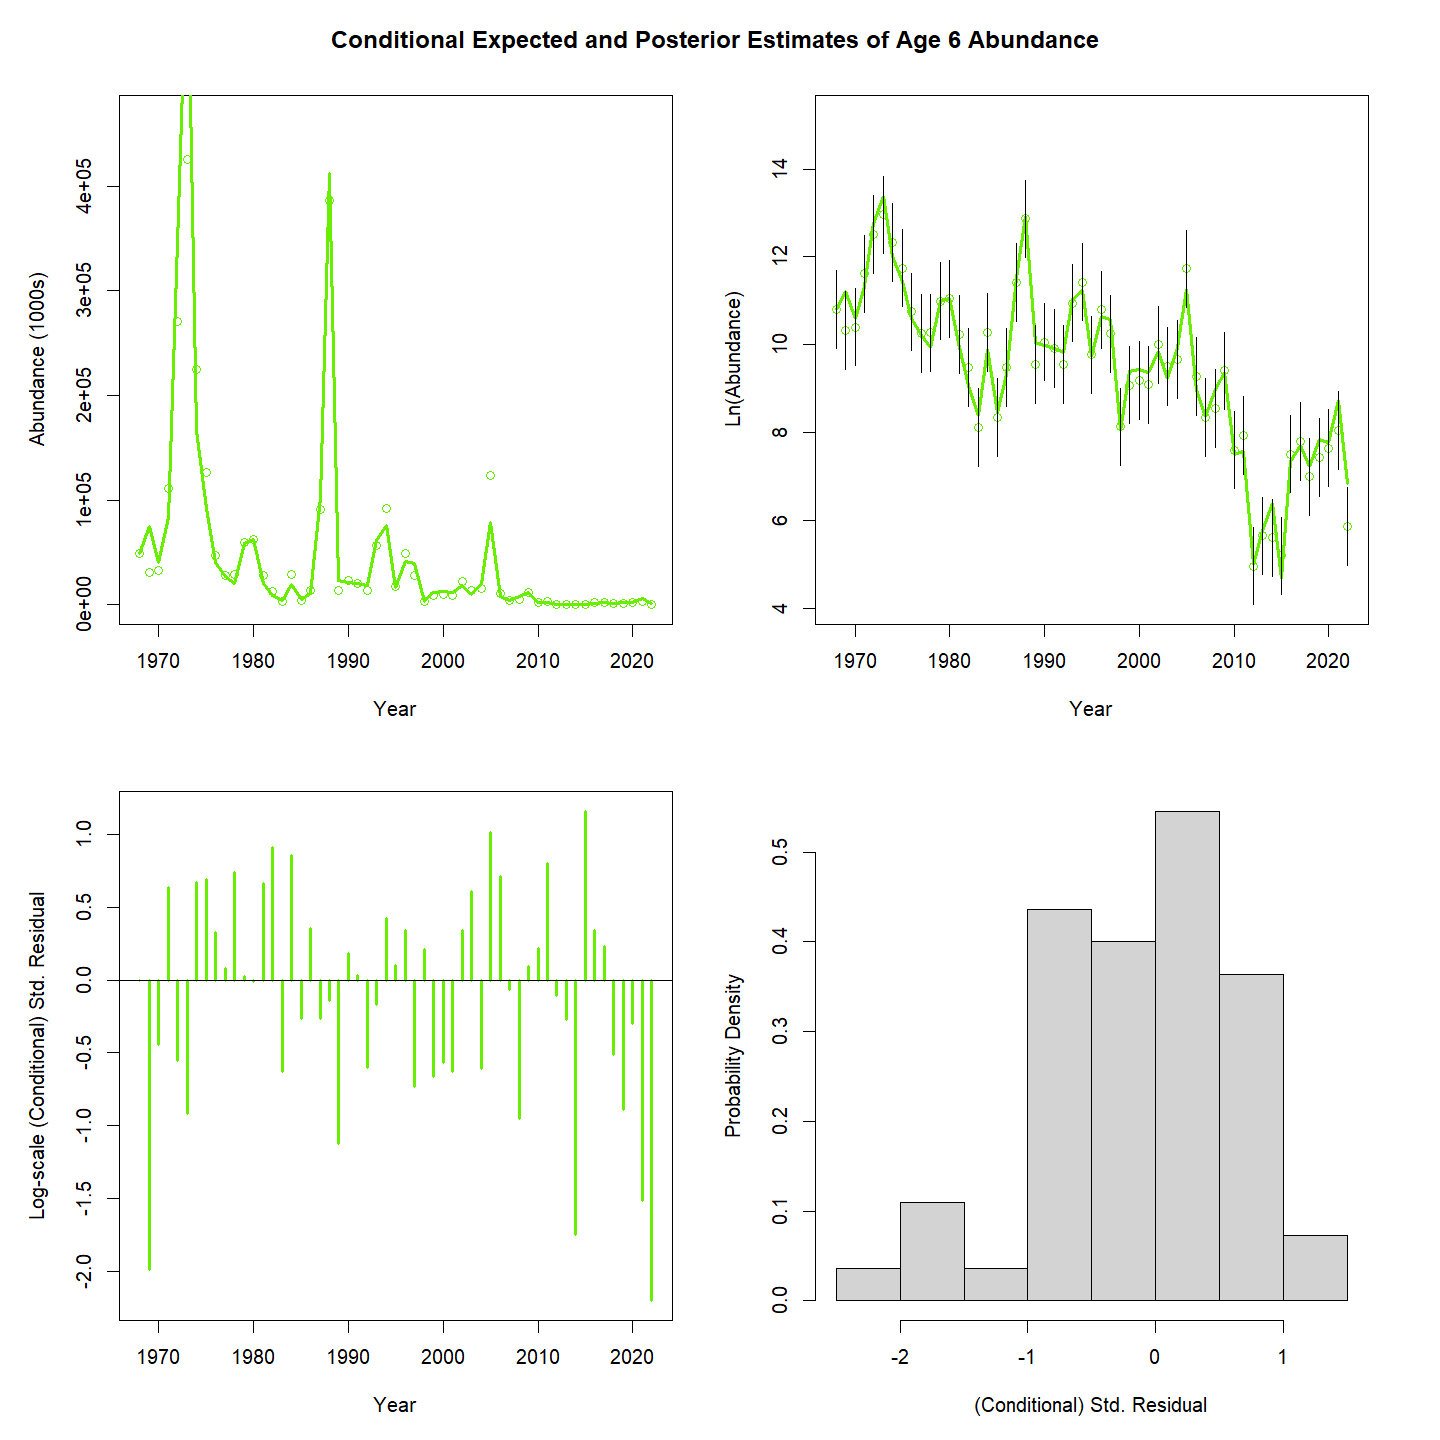 Conditional Expected and Posterior Estimates of Age 6 Abundance
Abundance (1000s)
0e+00 1e+05 2e+05 3e+05 4e+05
1970 1980 1990 2000 2010 2020
Year
Ln(Abundance)
4 6 8 10 12 14
1970 1980 1990 2000 2010 2020
Year
Log-scale (Conditional) Std. Residual
-2.0 -1.5 -1.0 -0.5 0.0 0.5 1.0
1970 1980 1990 2000 2010 2020
Year
Probability Density
0.0 0.1 0.2 0.3 0.4 0.5
-2 -1 0 1
(Conditional) Std. Residual